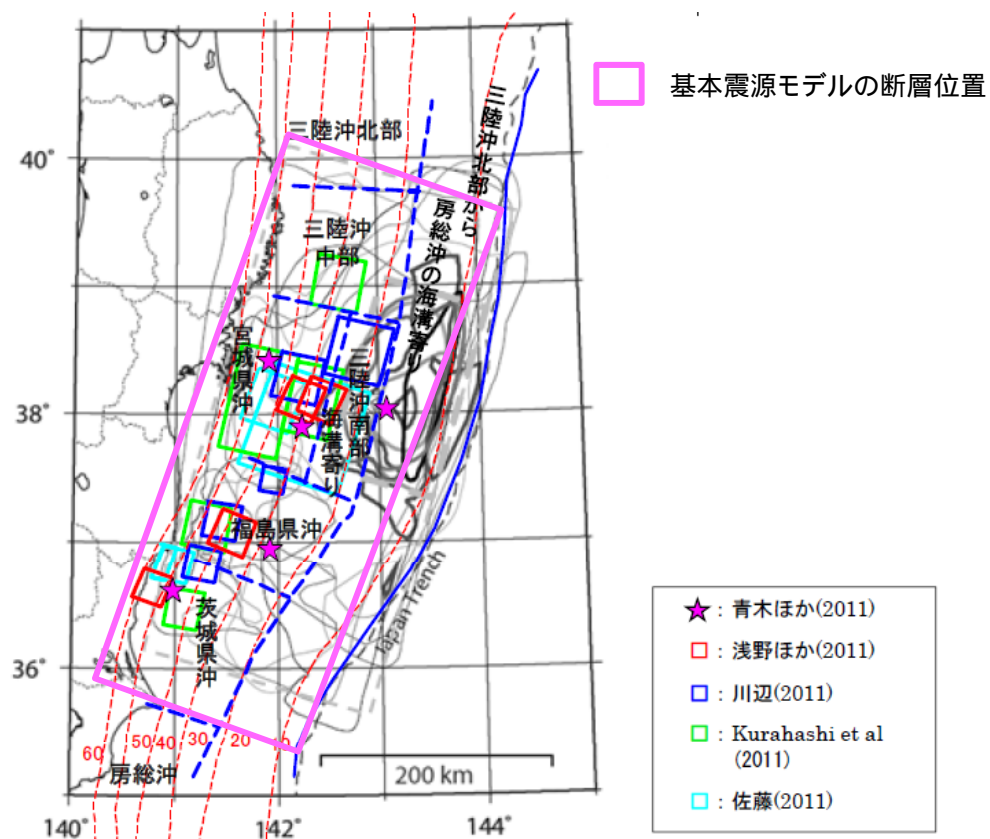 基本震源モデルの断層位置
三陸沖北部
三陸沖北部から
房総沖の海溝寄り
40°
三陸沖
中部
宮城県沖
三陸沖南部
海溝寄り
38°
福島県沖
茨城県沖
Japan Trench
36°
60
50
40
30
20
10
房総沖
200 km
140°
142°
144°
★：青木ほか(2011)
□：浅野ほか(2011)
□：川辺(2011)
□：Kurahashi et al
(2011)
□：佐藤(2011)